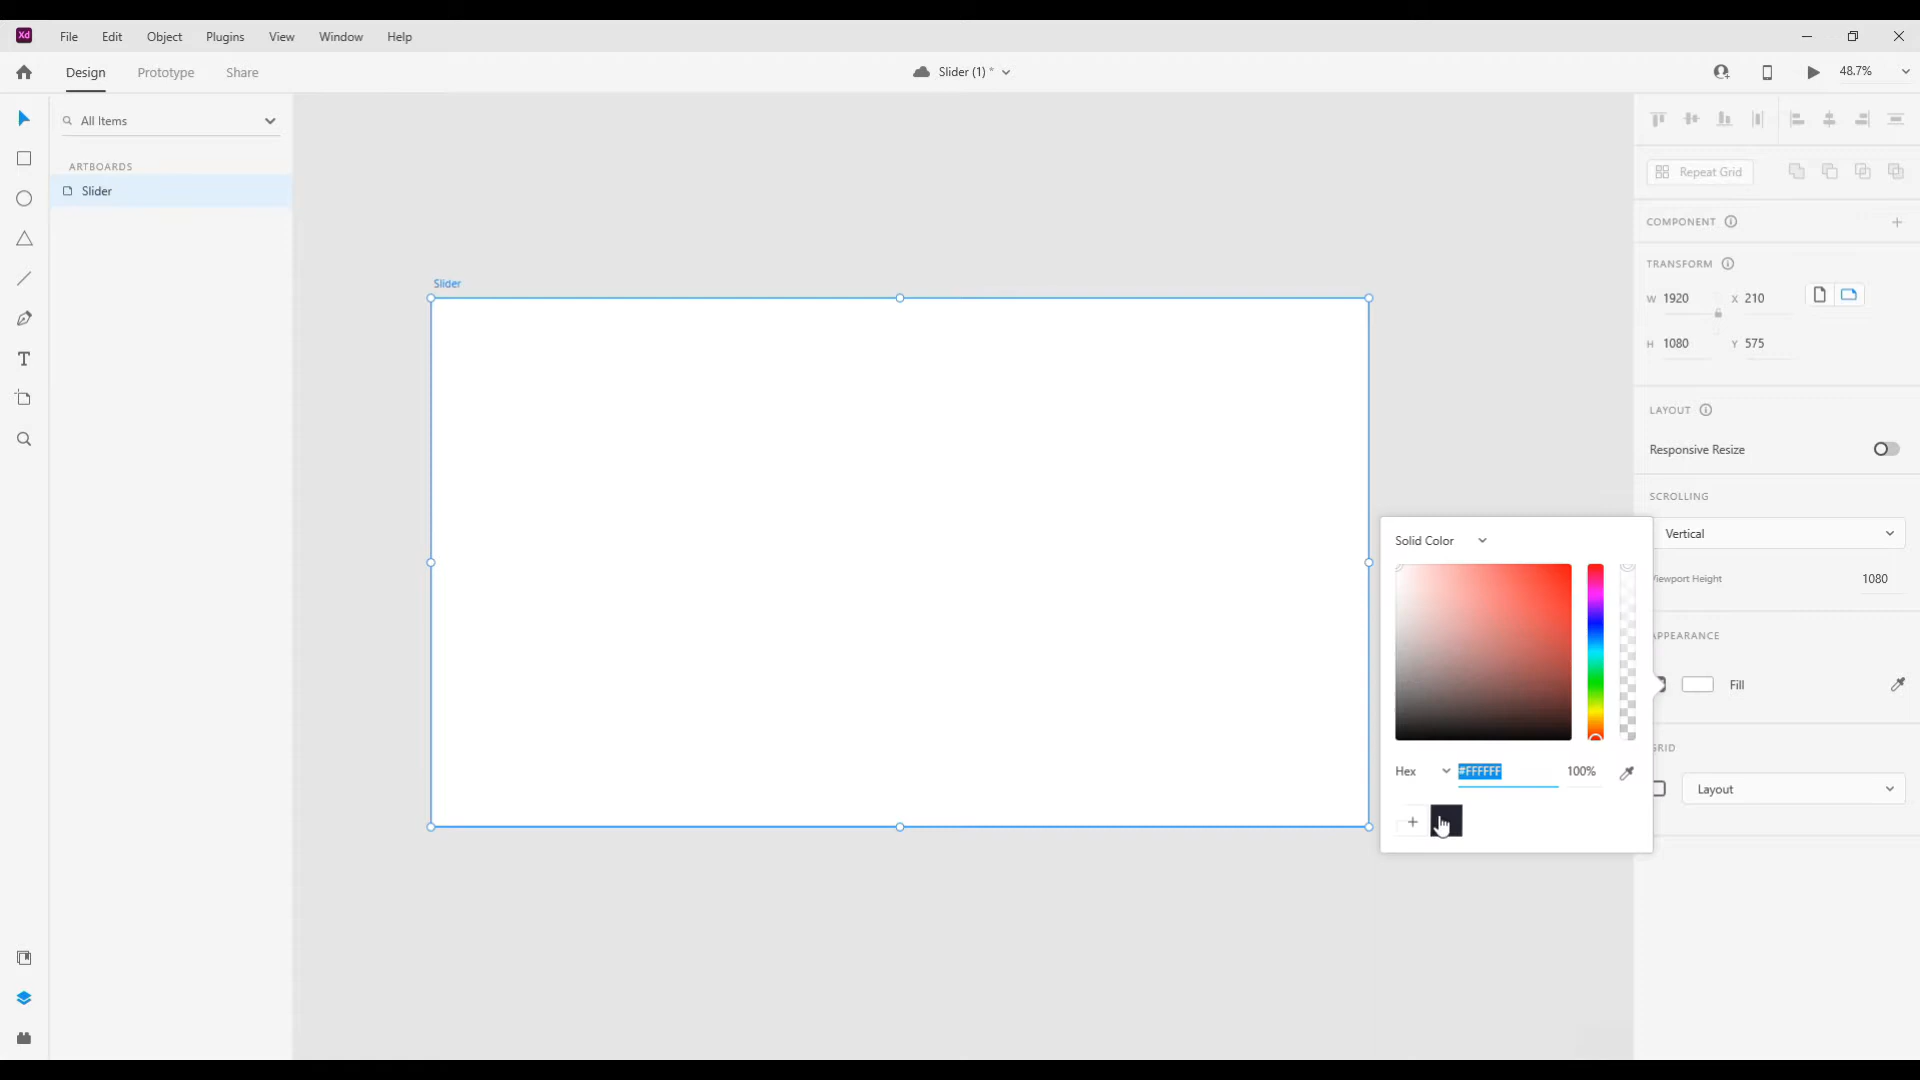 Xd File Edit Object Plugins View Window Help
Design Prototype Share Slider (1) * 48.7%
All Items
ARTBOARDS
Slider
Slider
Repeat Grid
COMPONENT
TRANSFORM
W 1920 X 210
H 1080 Y 575
LAYOUT
Responsive Resize
SCROLLING
Vertical
Viewport Height 1080
APPEARANCE
Fill
GRID
Layout
Solid Color
Hex #FFFFFF 100%